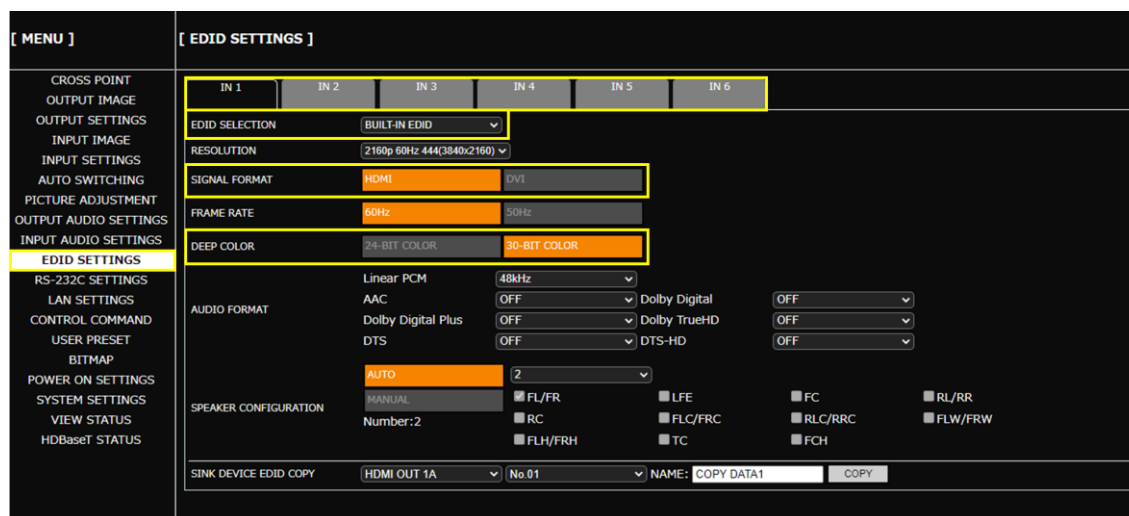 [ MENU ]
[ EDID SETTINGS ]
CROSS POINT
OUTPUT IMAGE
OUTPUT SETTINGS
INPUT IMAGE
INPUT SETTINGS
AUTO SWITCHING
PICTURE ADJUSTMENT
OUTPUT AUDIO SETTINGS
INPUT AUDIO SETTINGS
EDID SETTINGS
RS-232C SETTINGS
LAN SETTINGS
CONTROL COMMAND
USER PRESET
BITMAP
POWER ON SETTINGS
SYSTEM SETTINGS
VIEW STATUS
HDBaseT STATUS
IN 1 IN 2 IN 3 IN 4 IN 5 IN 6
EDID SELECTION BUILT-IN EDID
RESOLUTION 2160p 60Hz 444(3840x2160)
SIGNAL FORMAT HDMI DVI
FRAME RATE 60Hz 50Hz
DEEP COLOR 24-BIT COLOR 30-BIT COLOR
AUDIO FORMAT
Linear PCM 48kHz
AAC OFF Dolby Digital OFF
Dolby Digital Plus OFF Dolby TrueHD OFF
DTS OFF DTS-HD OFF
SPEAKER CONFIGURATION
AUTO 2
MANUAL FL/FR LFE FC RL/RR
Number:2 RC FLC/FRC RLC/RRC FLW/FRW
FLH/FRH TC FCH
SINK DEVICE EDID COPY HDMI OUT 1A No.01 NAME: COPY DATA1 COPY